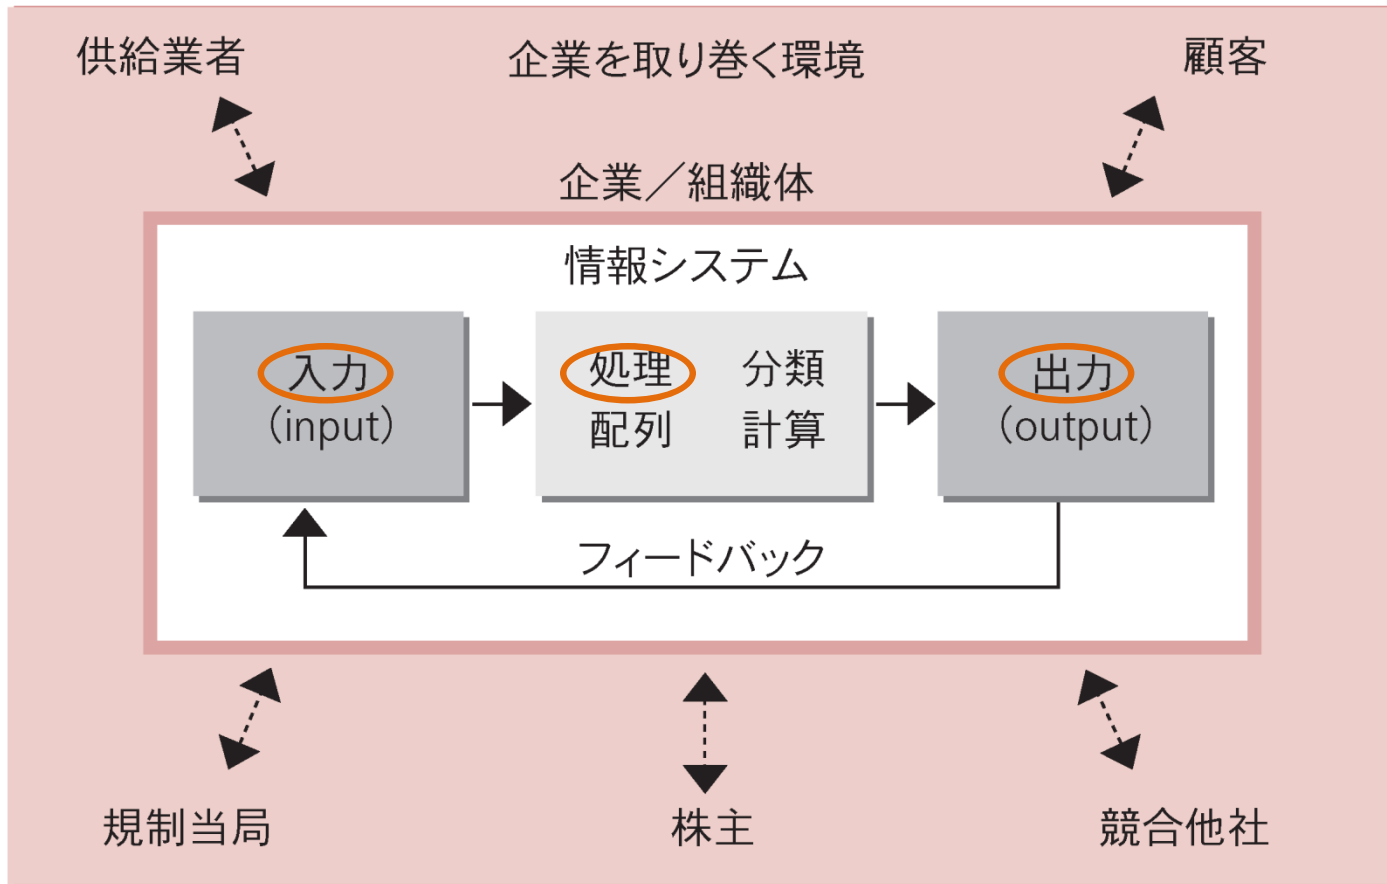 供給業者 企業を取り巻く環境 顧客
企業／組織体
情報システム
入力
(input)
処理 分類
配列 計算
出力
(output)
フィードバック
規制当局 株主 競合他社